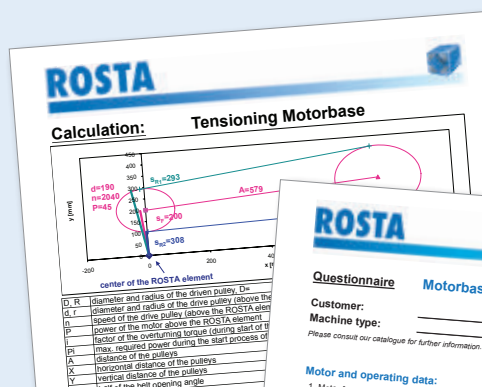 ROSTA
Calculation: Tensioning Motorbase
y [mm]
450
400
350
300
250
200
150
100
50
0
d=190
n=2040
P=45
sR1=293
A=579
sF=200
sR2=308
-200
0
center of the ROSTA element
D, R diameter and radius of the driven pulley, D=
d, r diameter and radius of the drive pulley (above the
n speed of the drive pulley (above the ROSTA elem
P power of the motor above the ROSTA element
i factor of the overturning torque (during start of th
Pi max. required power during the start process of
A distance of the pulleys
X horizontal distance of the pulleys
Y vertical distance of the pulleys
of the belt opening angle
ROSTA
Questionnaire Motorbas
Customer:
Machine type:
Please consult our catalogue for further information.
Motor and operating data: